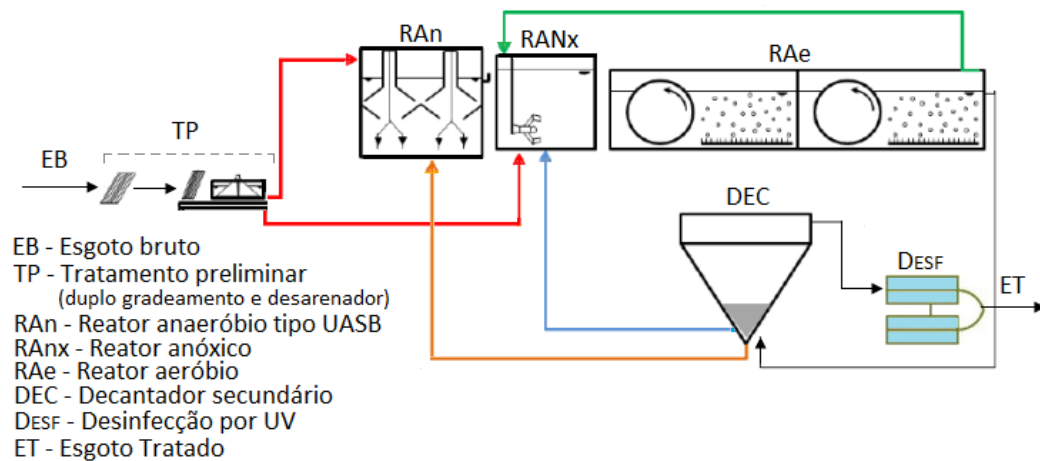 RAn
RANx
RAe
TP
EB
DEC
DESF
ET
EB - Esgoto bruto
TP - Tratamento preliminar
(duplo gradeamento e desarenador)
RAn - Reator anaeróbio tipo UASB
RAnx - Reator anóxico
RAe - Reator aeróbio
DEC - Decantador secundário
DESF - Desinfecção por UV
ET - Esgoto Tratado